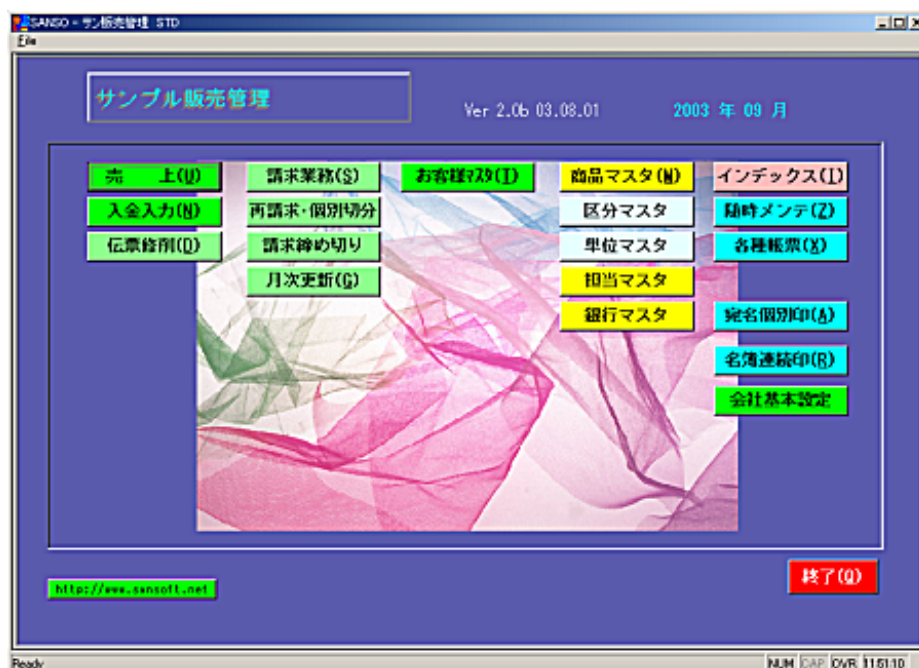 SANSO - サン販売管理 STD
File
サンプル販売管理
Ver 2.0b 03.08.01
2003 年 09 月
売 上(U)
請求業務(S)
お客様ﾏｽﾀ(T)
商品マスタ(M)
インデックス(I)
入金入力(N)
再請求・個別切分
区分マスタ
随時メンテ(Z)
伝票修削(D)
請求締め切り
単位マスタ
各種帳票(X)
月次更新(G)
担当マスタ
銀行マスタ
宛名個別印(A)
名簿連続印(R)
会社基本設定
http://www.sansoft.net
終了(Q)
Ready
NUM CAP OVR 11:51:10